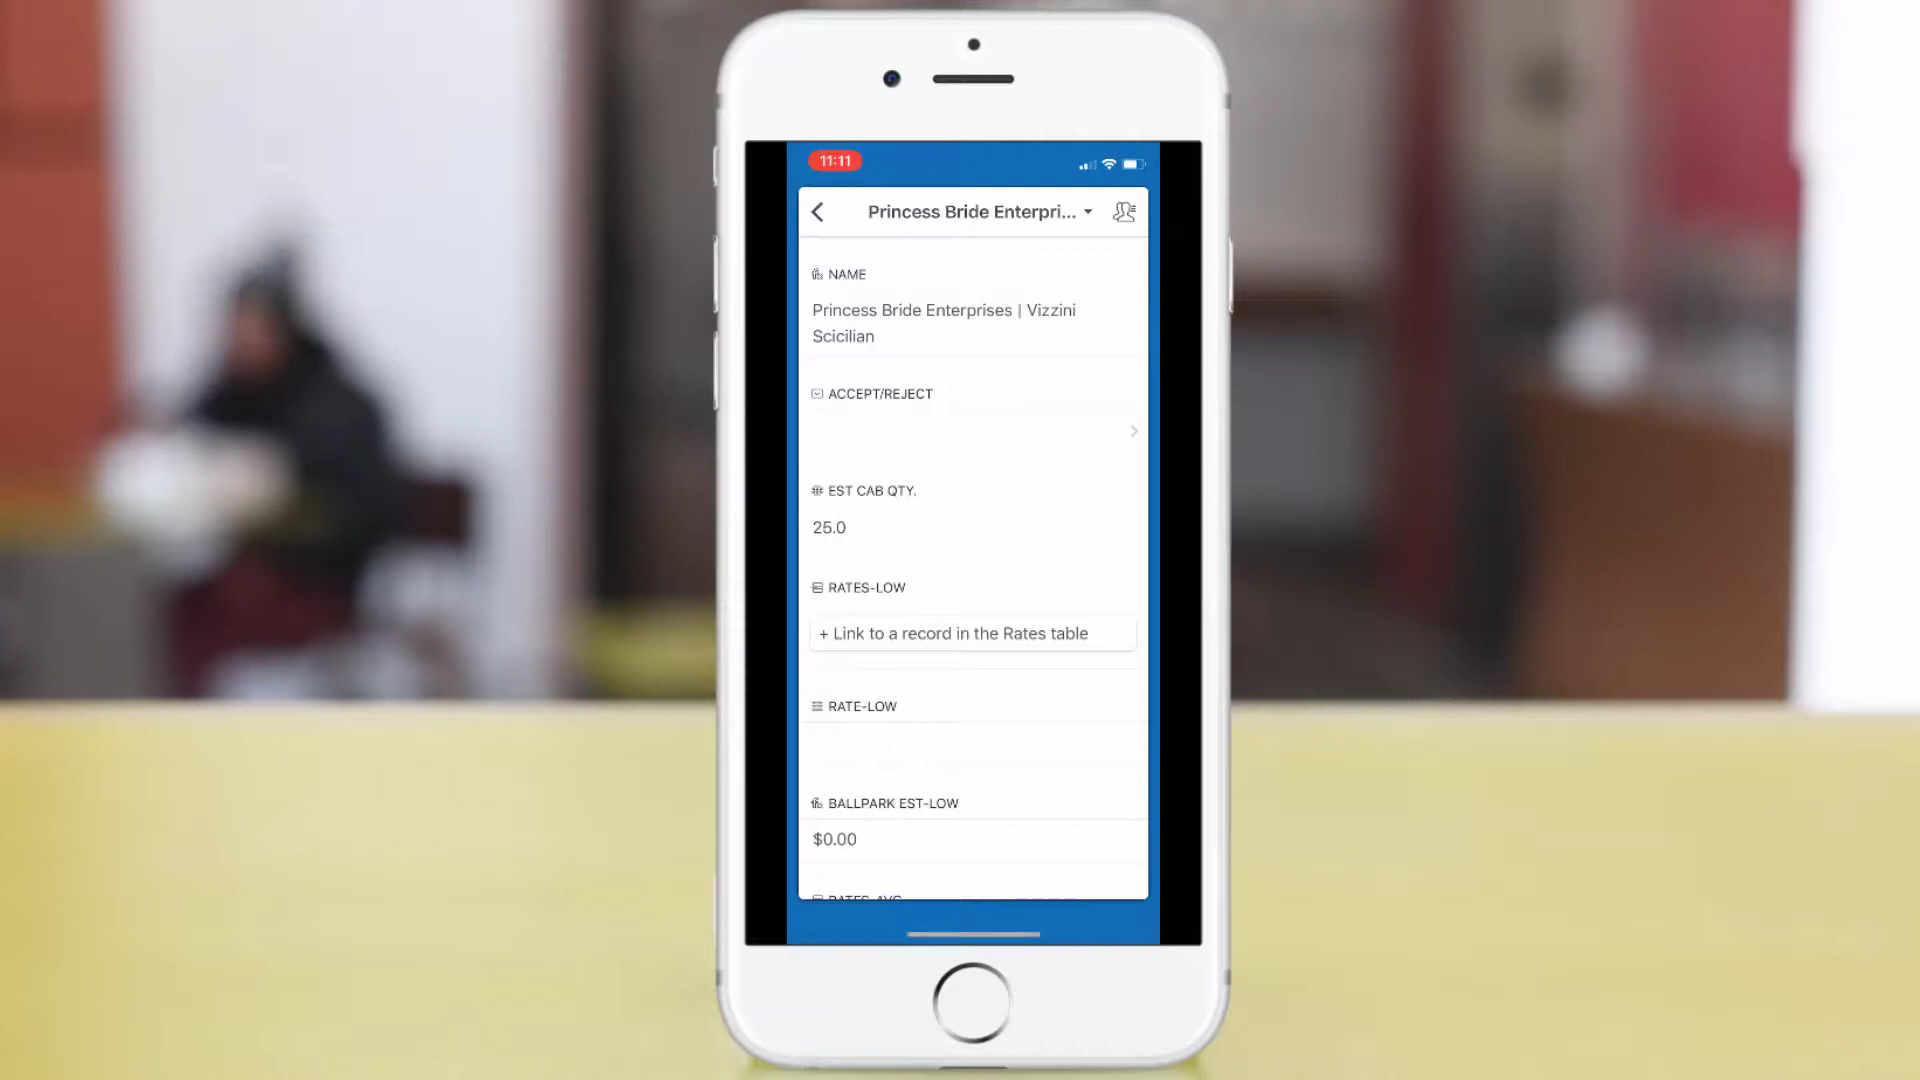 11:11
Princess Bride Enterpri...
NAME
Princess Bride Enterprises | Vizzini
Scicilian
ACCEPT/REJECT
EST CAB QTY.
25.0
RATES-LOW
+ Link to a record in the Rates table
RATE-LOW
BALLPARK EST-LOW
$0.00
RATES-AVG